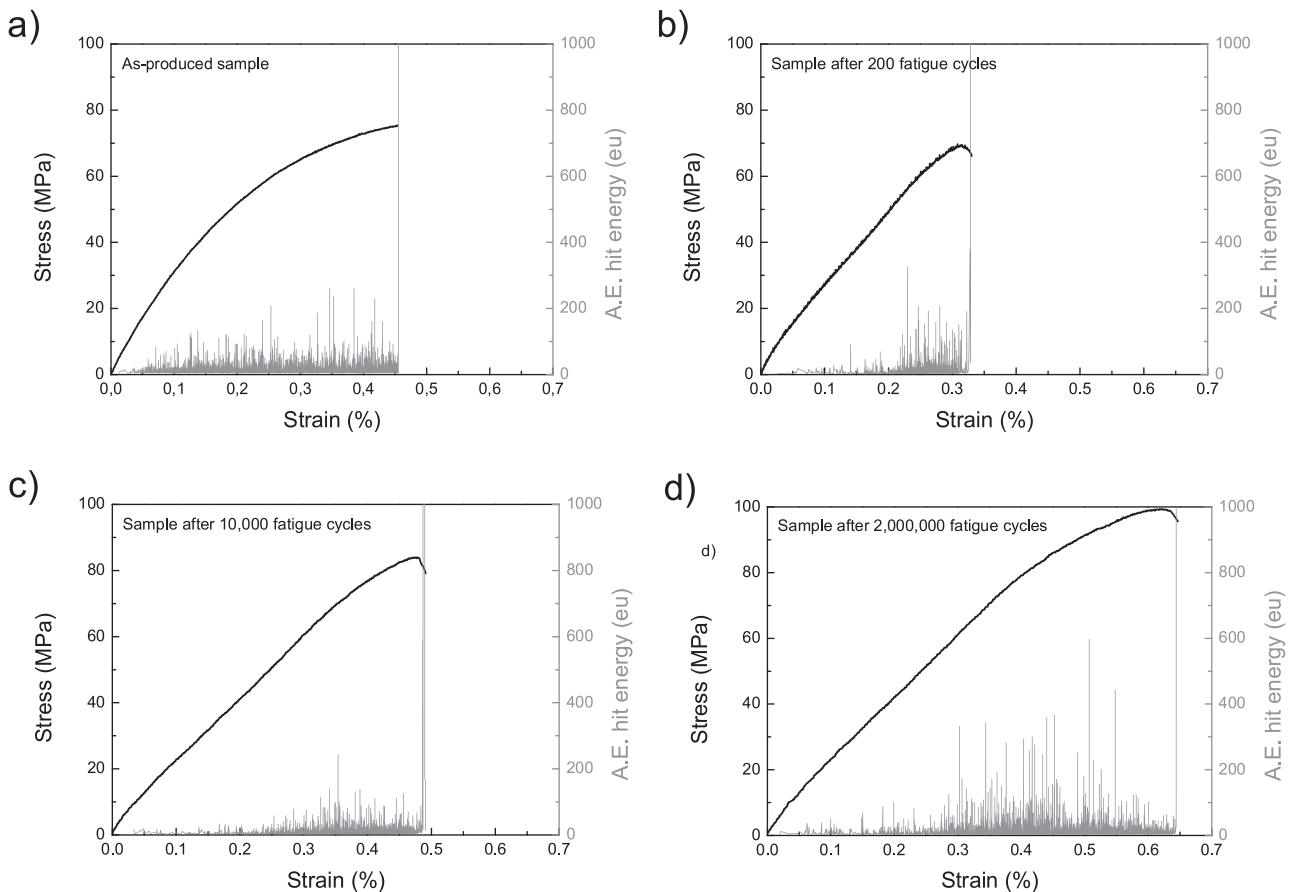 a)
As-produced sample
100
80
60
40
20
0
Stress (MPa)
1000
800
600
400
200
0
A.E. hit energy (eu)
0,0 0,1 0,2 0,3 0,4 0,5 0,6 0,7
Strain (%)
b)
Sample after 200 fatigue cycles
100
80
60
40
20
0
Stress (MPa)
1000
800
600
400
200
0
A.E. hit energy (eu)
0.0 0.1 0.2 0.3 0.4 0.5 0.6 0.7
Strain (%)
c)
Sample after 10,000 fatigue cycles
100
80
60
40
20
0
Stress (MPa)
1000
800
600
400
200
0
A.E. hit energy (eu)
0.0 0.1 0.2 0.3 0.4 0.5 0.6 0.7
Strain (%)
d)
d)
Sample after 2,000,000 fatigue cycles
100
80
60
40
20
0
Stress (MPa)
1000
800
600
400
200
0
A.E. hit energy (eu)
0.0 0.1 0.2 0.3 0.4 0.5 0.6 0.7
Strain (%)